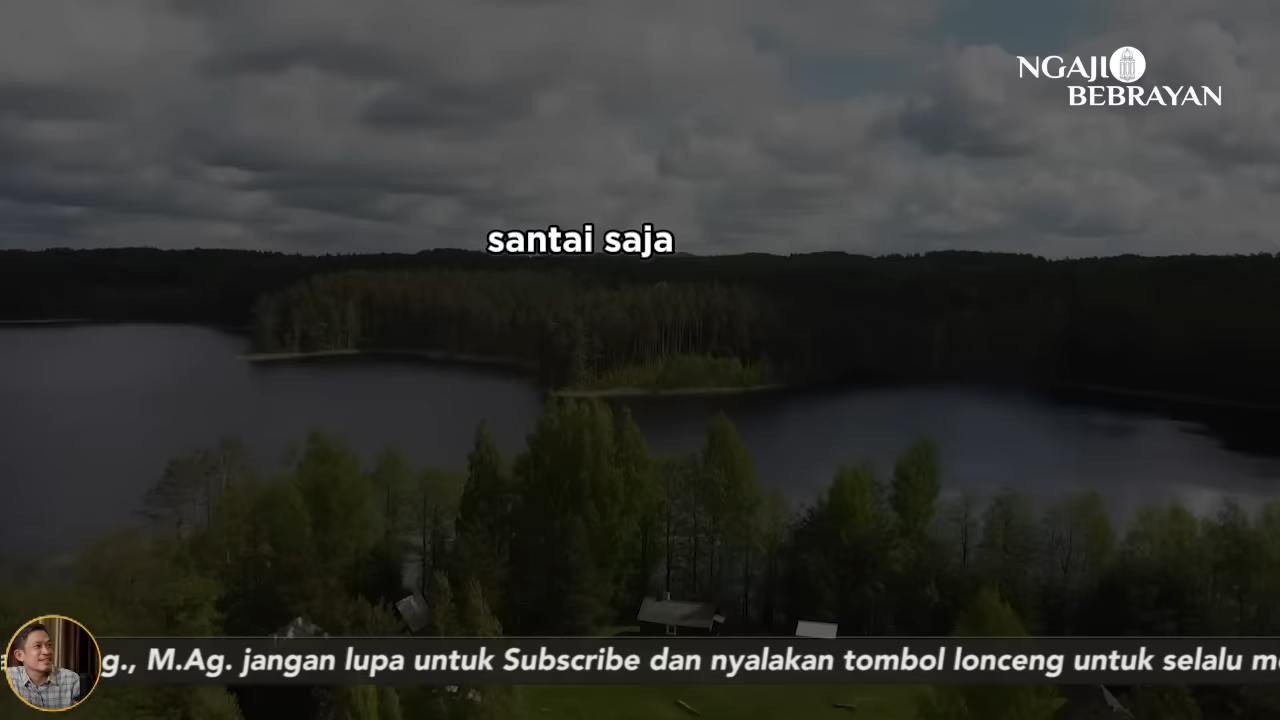 NGAJI
BEBRAYAN
santai saja
g., M.Ag. jangan lupa untuk Subscribe dan nyalakan tombol lonceng untuk selalu